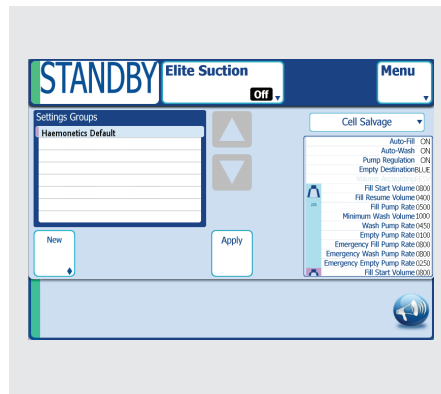 STANDBY
Elite Suction
Off
Menu
Settings Groups
Haemonetics Default
New
Apply
Cell Salvage
Auto-Fill ON
Auto-Wash ON
Pump Regulation ON
Empty Destination BLUE
Fill Start Volume 0800
Fill Resume Volume 0400
Fill Pump Rate 0500
Minimum Wash Volume 1000
Wash Pump Rate 0450
Empty Pump Rate 0100
Emergency Fill Pump Rate 0800
Emergency Wash Pump Rate 0800
Emergency Empty Pump Rate 0250
Fill Start Volume 0800